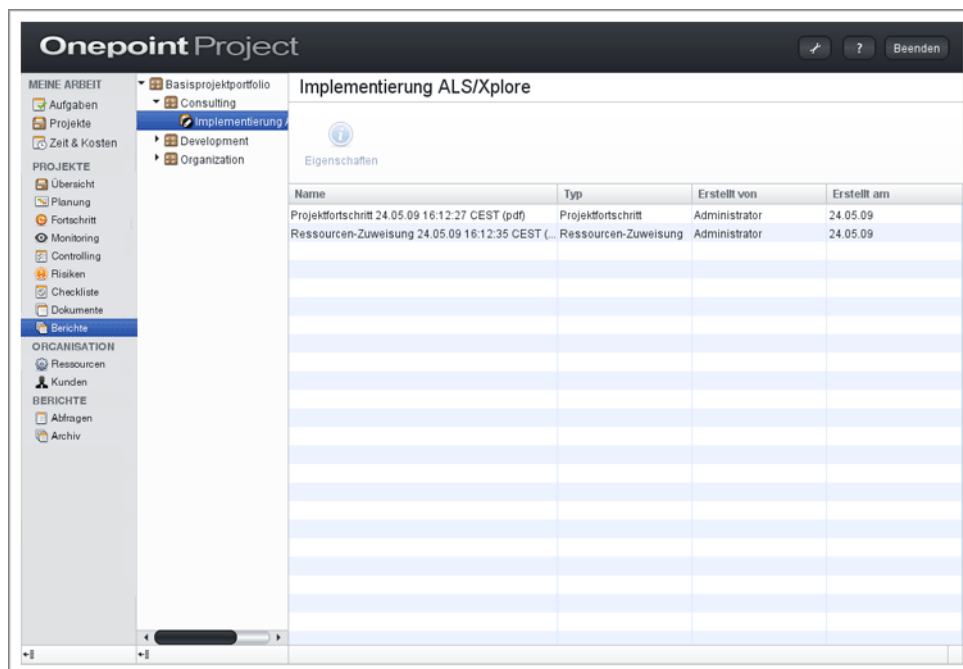 Onepoint Project
? Beenden
MEINE ARBEIT
Aufgaben
Projekte
Zeit & Kosten
PROJEKTE
Übersicht
Planung
Fortschritt
Monitoring
Controlling
Risiken
Checkliste
Dokumente
Berichte
ORGANISATION
Ressourcen
Kunden
BERICHTE
Abfragen
Archiv
Basisprojektportfolio
Consulting
Implementierung A
Development
Organization
Implementierung ALS/Xplore
Eigenschaften
Name Typ Erstellt von Erstellt am
Projektfortschritt 24.05.09 16:12:27 CEST (pdf) Projektfortschritt Administrator 24.05.09
Ressourcen-Zuweisung 24.05.09 16:12:35 CEST (... Ressourcen-Zuweisung Administrator 24.05.09